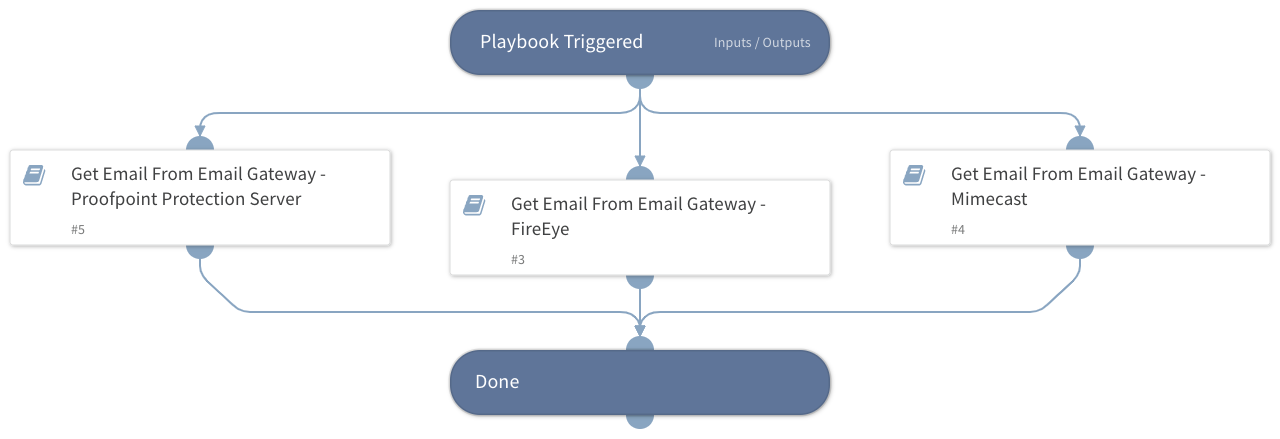 Playbook Triggered
Inputs / Outputs
Get Email From Email Gateway -
Proofpoint Protection Server
#5
Get Email From Email Gateway -
FireEye
#3
Get Email From Email Gateway -
Mimecast
#4
Done